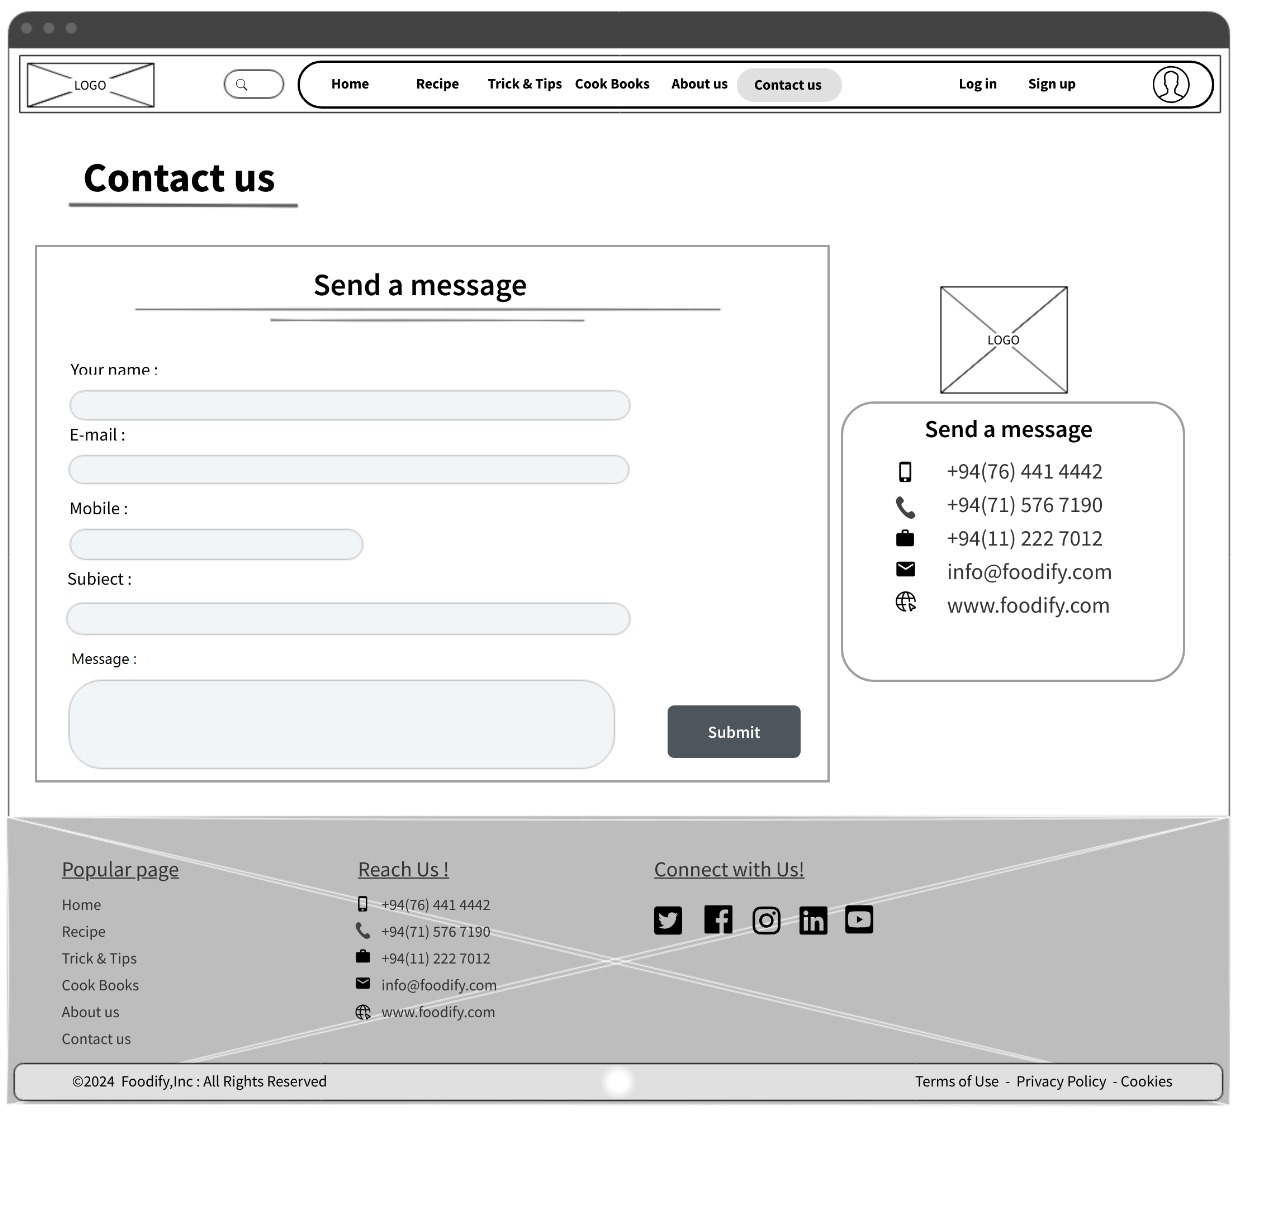 LOGO
Home Recipe Trick & Tips Cook Books About us Contact us Log in Sign up
Contact us
Send a message
Your name :
E-mail :
Mobile :
Subject :
Message :
Submit
LOGO
Send a message
+94(76) 441 4442
+94(71) 576 7190
+94(11) 222 7012
info@foodify.com
www.foodify.com
Popular page
Home
Recipe
Trick & Tips
Cook Books
About us
Contact us
Reach Us !
+94(76) 441 4442
+94(71) 576 7190
+94(11) 222 7012
info@foodify.com
www.foodify.com
Connect with Us!
©2024 Foodify,Inc : All Rights Reserved
Terms of Use - Privacy Policy - Cookies